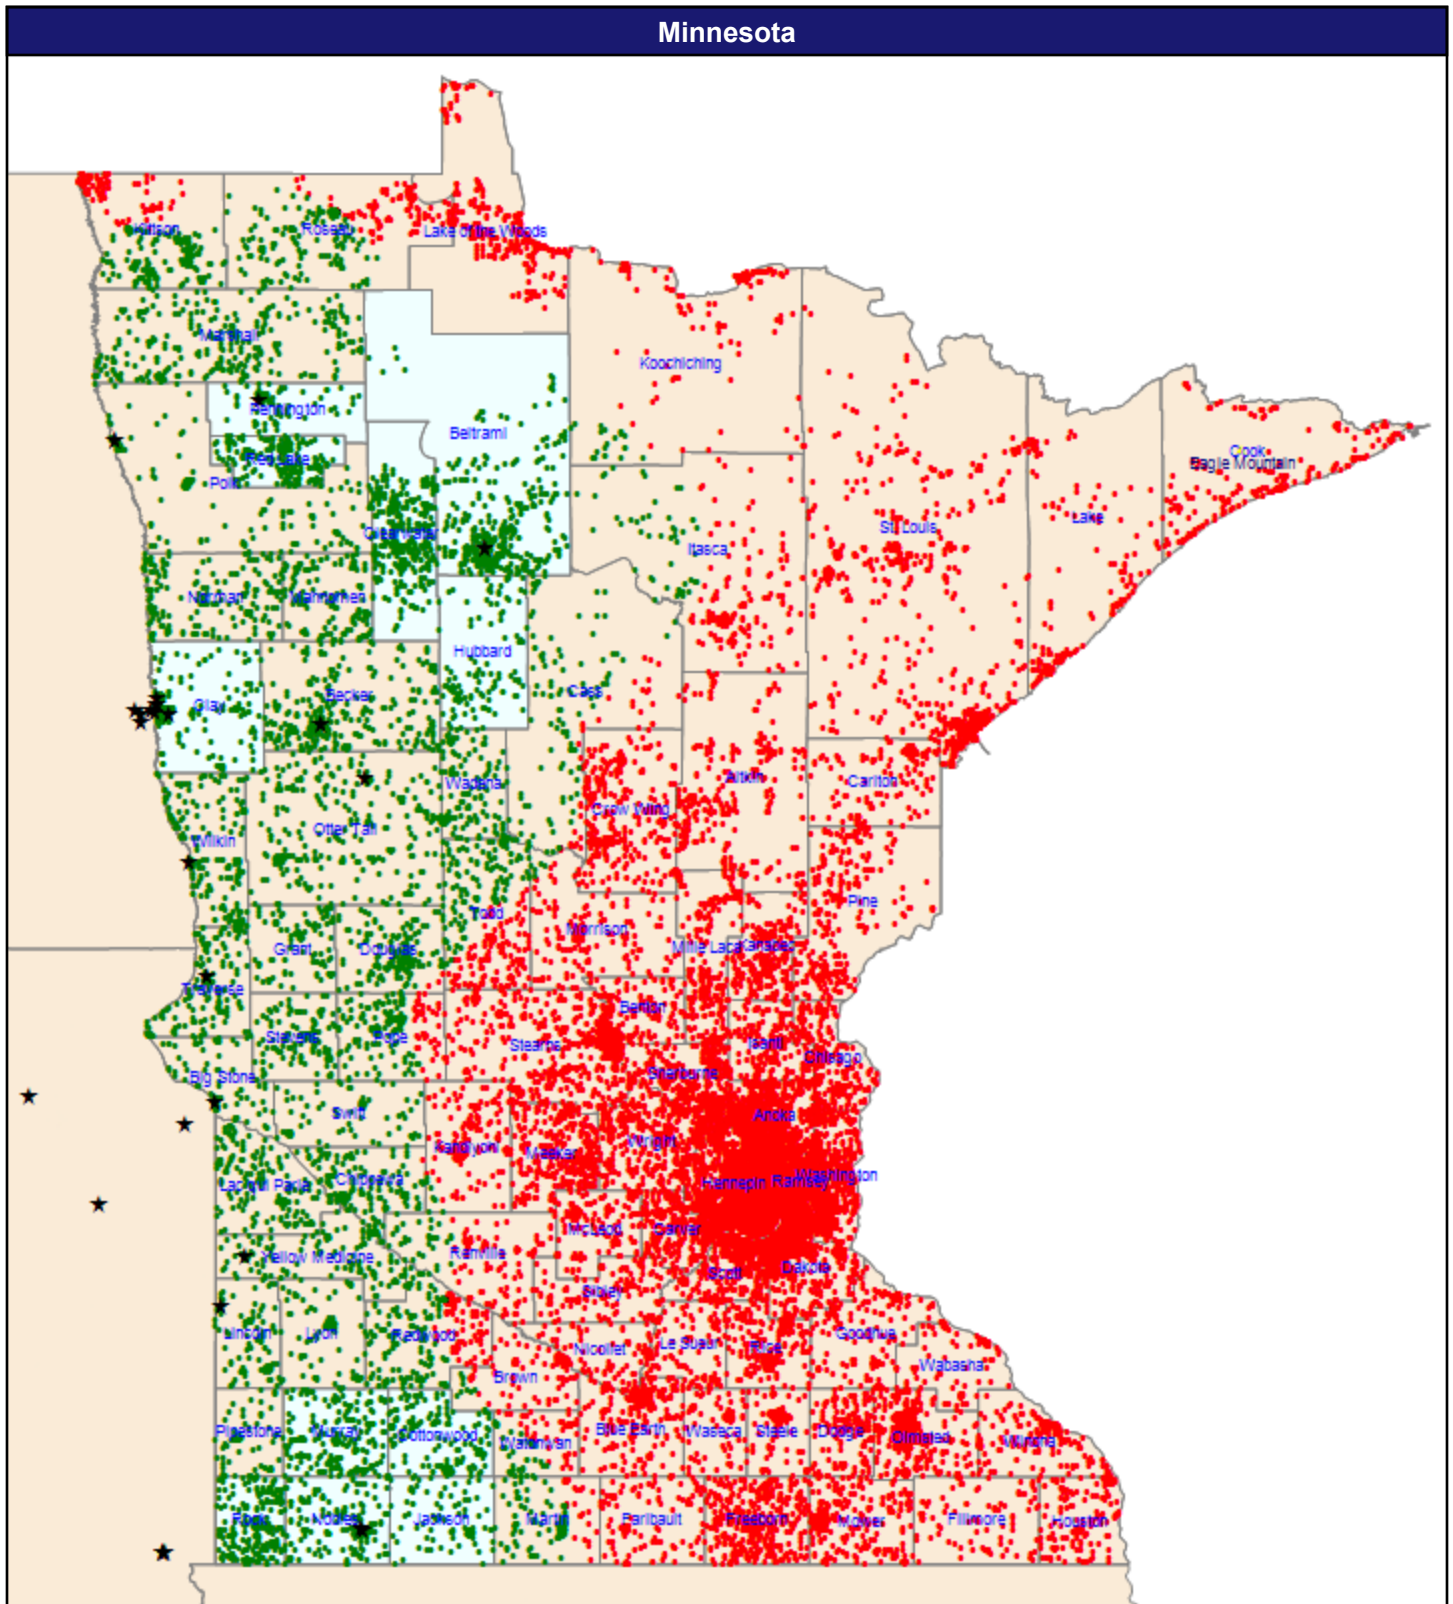 Minnesota
Kittson
Roseau
Lake of the Woods
Marshall
Koochiching
Pennington
Beltrami
Red Lake
Polk
Cook
Eagle Mountain
Clearwater
St. Louis
Lake
Itasca
Norman
Mahnomen
Hubbard
Clay
Becker
Cass
Wadena
Aitkin
Carlton
Crow Wing
Otter Tail
Wilkin
Pine
Todd
Morrison
Grant
Douglas
Mille Lacs
Kanabec
Traverse
Benton
Stevens
Pope
Stearns
Isanti
Chisago
Big Stone
Sherburne
Swift
Anoka
Kandiyohi
Meeker
Wright
Lac qui Parle
Chippewa
Hennepin
Ramsey
Washington
McLeod
Carver
Yellow Medicine
Renville
Scott
Dakota
Sibley
Lincoln
Lyon
Redwood
Nicollet
Le Sueur
Rice
Goodhue
Wabasha
Brown
Pipestone
Murray
Cottonwood
Watonwan
Blue Earth
Waseca
Steele
Dodge
Olmsted
Winona
Rock
Nobles
Jackson
Martin
Faribault
Freeborn
Mower
Fillmore
Houston